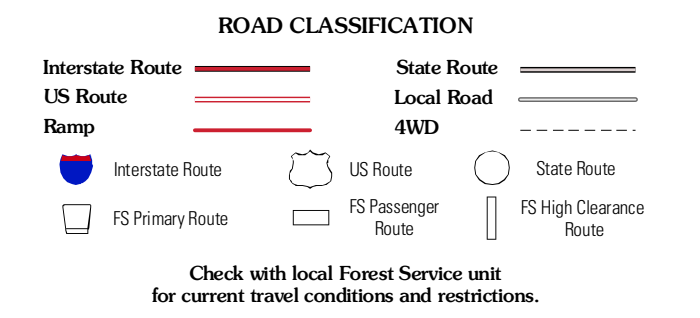 ROAD CLASSIFICATION
Interstate Route
State Route
US Route
Local Road
Ramp
4WD
Interstate Route
US Route
State Route
FS Primary Route
FS Passenger
Route
FS High Clearance
Route
Check with local Forest Service unit
for current travel conditions and restrictions.